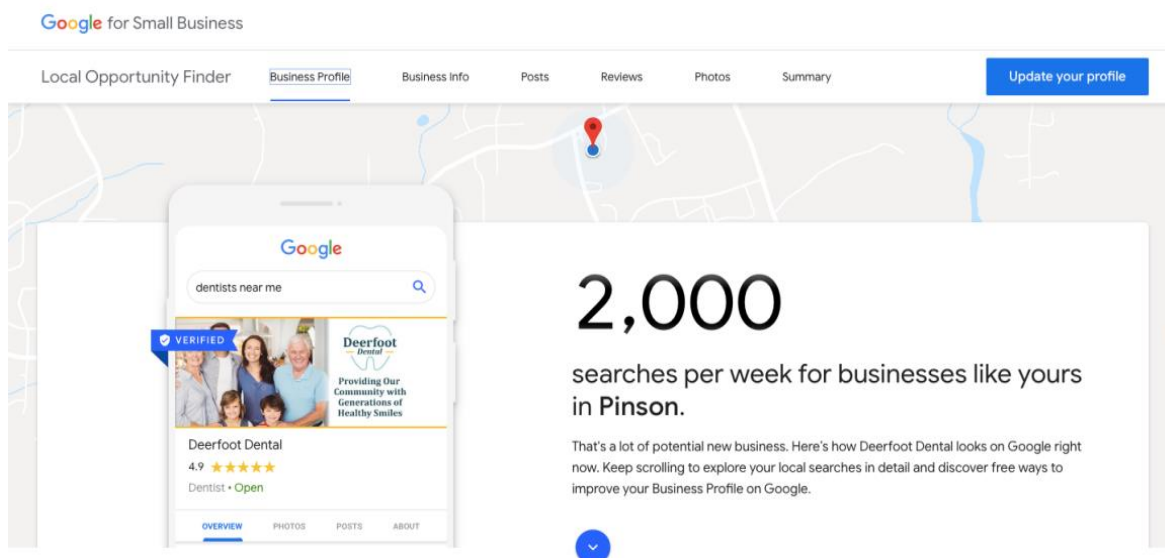 Google for Small Business
Local Opportunity Finder
Business Profile
Business Info
Posts
Reviews
Photos
Summary
Update your profile
Google
dentists near me
VERIFIED
Deerfoot
Dental
Providing Our
Community with
Generations of
Healthy Smiles
Deerfoot Dental
4.9
Dentist • Open
OVERVIEW
PHOTOS
POSTS
ABOUT
2,000
searches per week for businesses like yours
in Pinson.
That's a lot of potential new business. Here's how Deerfoot Dental looks on Google right
now. Keep scrolling to explore your local searches in detail and discover free ways to
improve your Business Profile on Google.